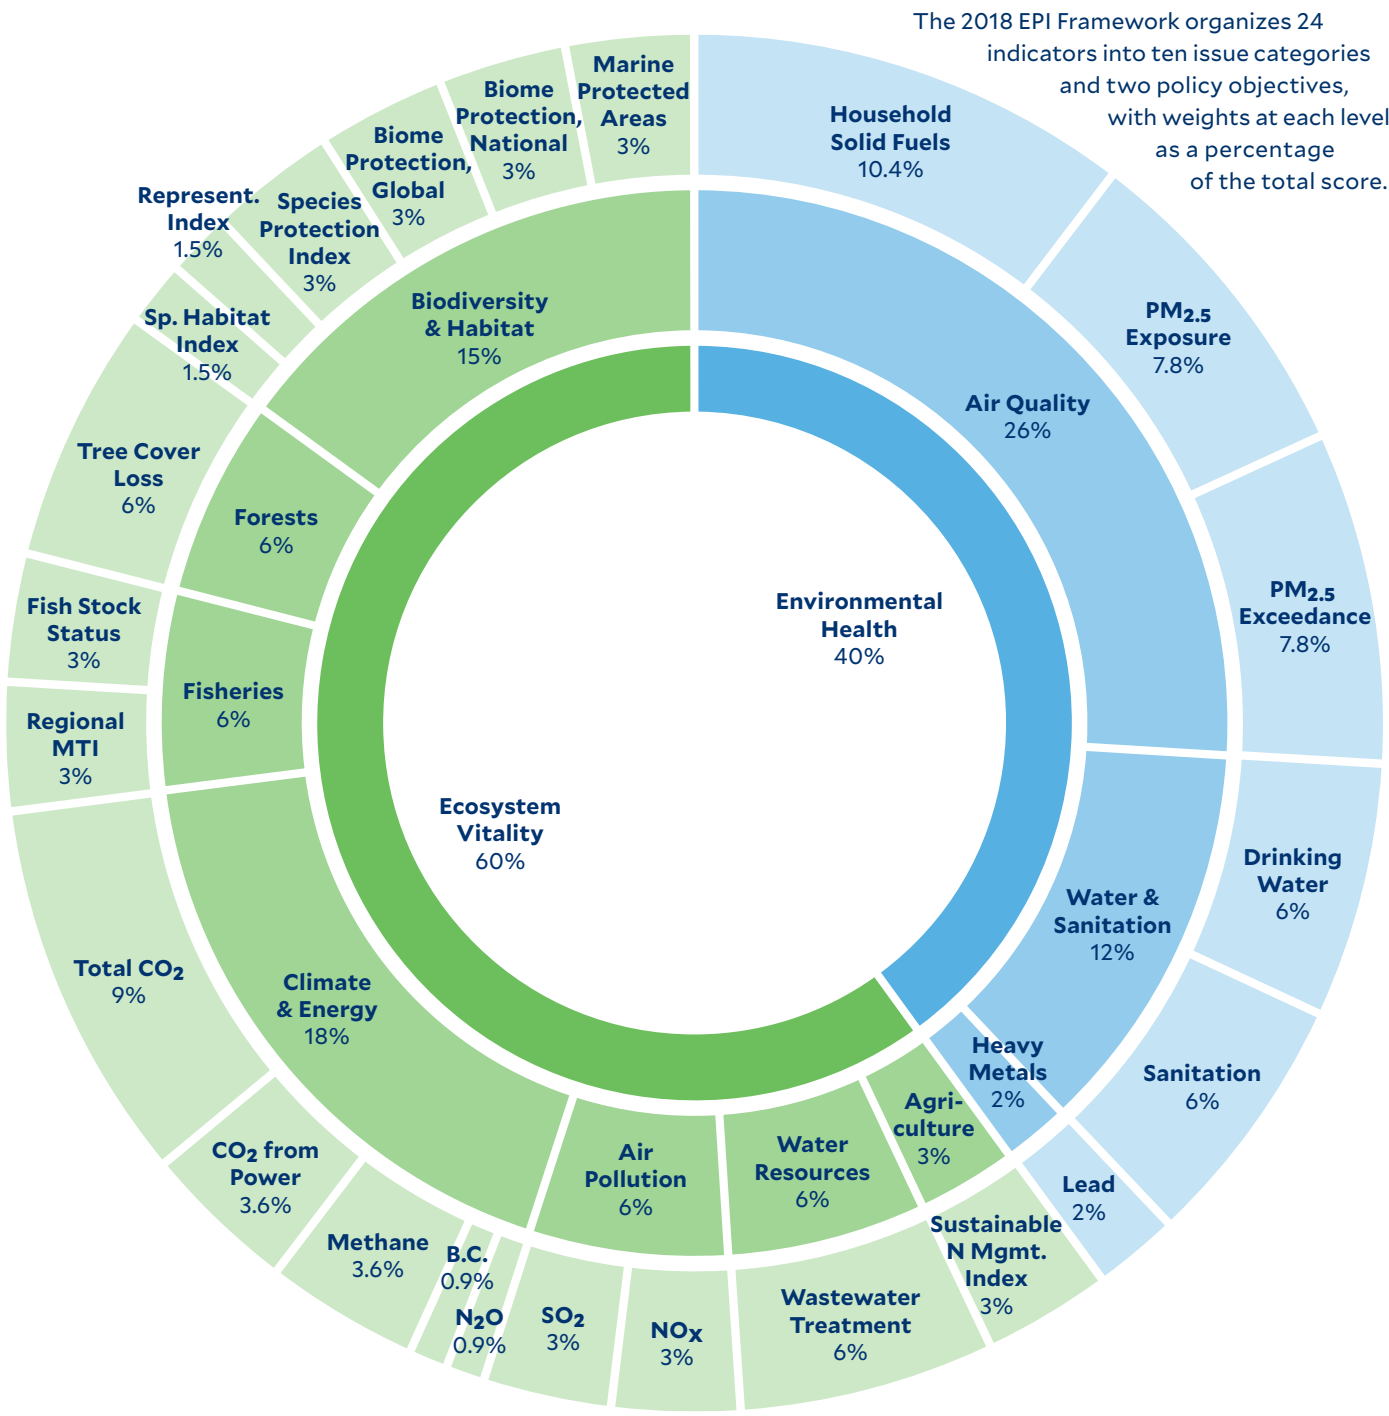 The 2018 EPI Framework organizes 24
indicators into ten issue categories
and two policy objectives,
with weights at each level
as a percentage
of the total score.
Household
Solid Fuels
10.4%
PM2.5
Exposure
7.8%
PM2.5
Exceedance
7.8%
Drinking
Water
6%
Sanitation
6%
Lead
2%
Sustainable
N Mgmt.
Index
3%
Wastewater
Treatment
6%
NOX
3%
SO2
3%
N2O
0.9%
B.C.
0.9%
Methane
3.6%
CO2 from
Power
3.6%
Total CO2
9%
Regional
MTI
3%
Fish Stock
Status
3%
Tree Cover
Loss
6%
Sp. Habitat
Index
1.5%
Represent.
Index
1.5%
Species
Protection
Index
3%
Biome
Protection,
Global
3%
Biome
Protection,
National
3%
Marine
Protected
Areas
3%
Air Quality
26%
Water &
Sanitation
12%
Heavy
Metals
2%
Agri-
culture
3%
Water
Resources
6%
Air
Pollution
6%
Climate
& Energy
18%
Fisheries
6%
Forests
6%
Biodiversity
& Habitat
15%
Environmental
Health
40%
Ecosystem
Vitality
60%